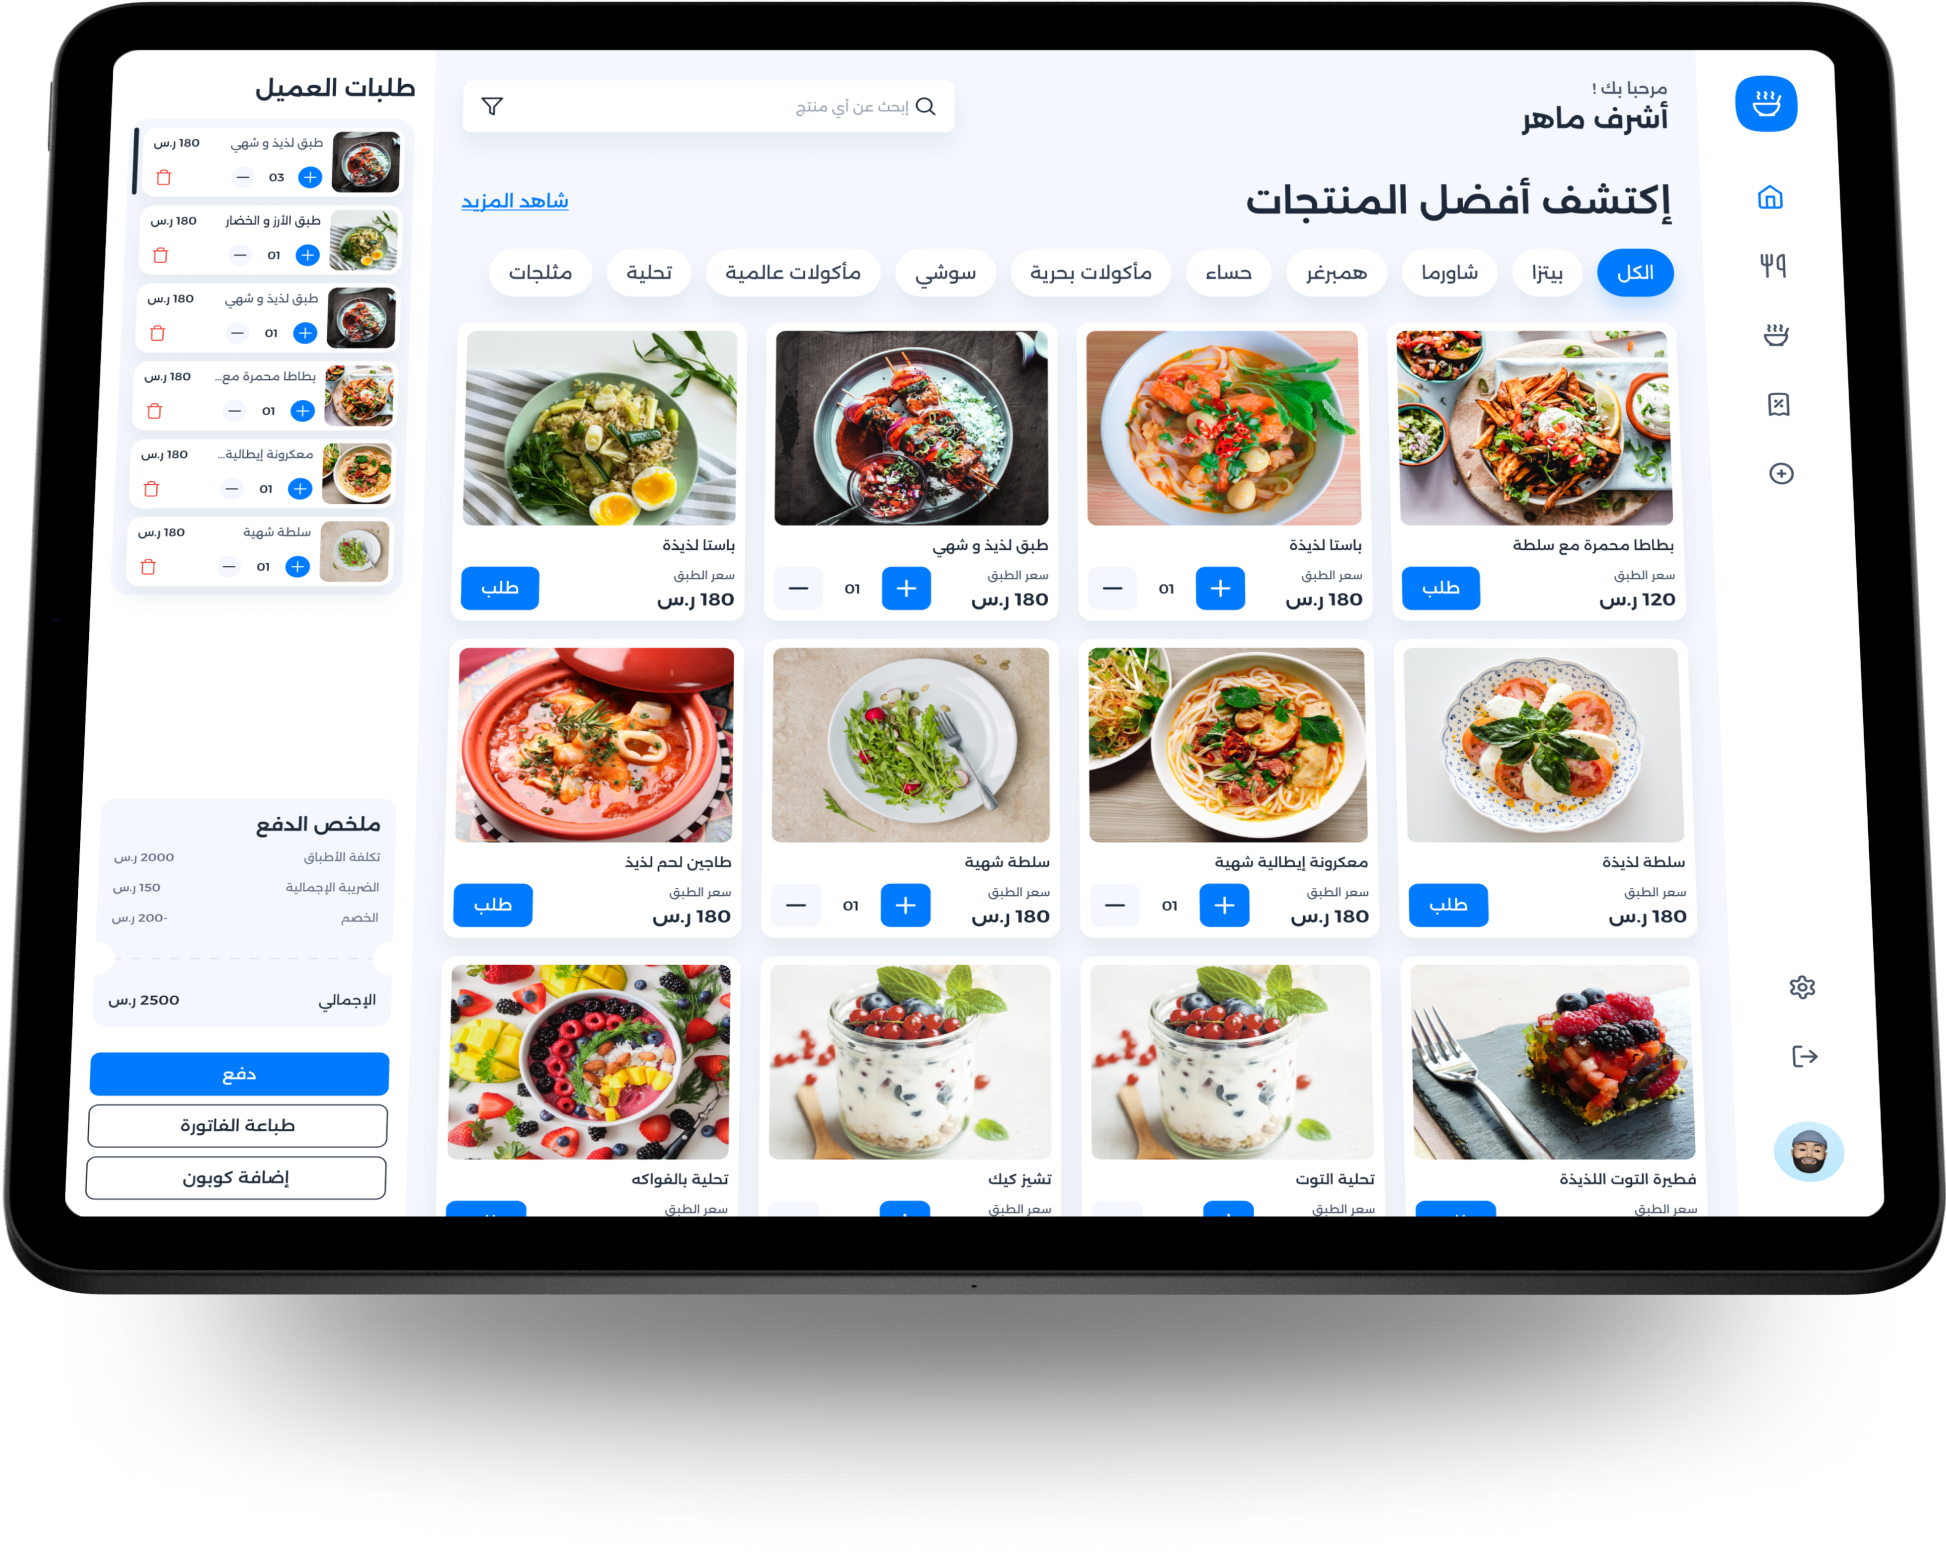 مرحبا بك !
أشرف ماهر
إبحث عن أي منتج
إكتشف أفضل المنتجات
شاهد المزيد
الكل
بيتزا
شاورما
همبرغر
حساء
مأكولات بحرية
سوشي
مأكولات عالمية
تحلية
مثلجات
بطاطا محمرة مع سلطة
سعر الطبق
120 ر.س
طلب
باستا لذيذة
سعر الطبق
180 ر.س
01
طبق لذيذ و شهي
سعر الطبق
180 ر.س
01
باستا لذيذة
سعر الطبق
180 ر.س
طلب
سلطة لذيذة
سعر الطبق
180 ر.س
طلب
معكرونة إيطالية شهية
سعر الطبق
180 ر.س
01
سلطة شهية
سعر الطبق
180 ر.س
01
طاجين لحم لذيذ
سعر الطبق
180 ر.س
طلب
فطيرة التوت اللذيذة
سعر الطبق
تحلية التوت
سعر الطبق
تشيز كيك
سعر الطبق
تحلية بالفواكه
سعر الطبق
طلبات العميل
طبق لذيذ و شهي
180 ر.س
03
طبق الأرز و الخضار
180 ر.س
01
طبق لذيذ و شهي
180 ر.س
01
بطاطا محمرة مع...
180 ر.س
01
معكرونة إيطالية...
180 ر.س
01
سلطة شهية
180 ر.س
01
ملخص الدفع
تكلفة الأطباق 2000 ر.س
الضريبة الإجمالية 150 ر.س
الخصم -200 ر.س
الإجمالي 2500 ر.س
دفع
طباعة الفاتورة
إضافة كوبون